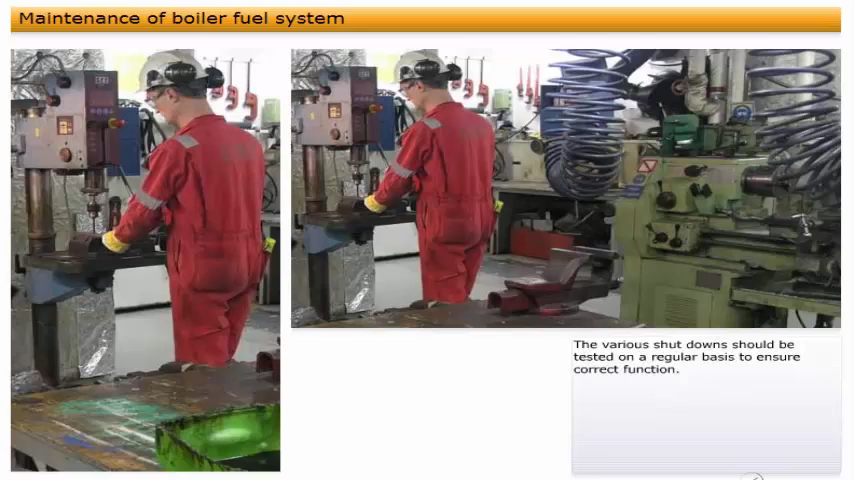 Maintenance of boiler fuel system
The various shut downs should be
tested on a regular basis to ensure
correct function.